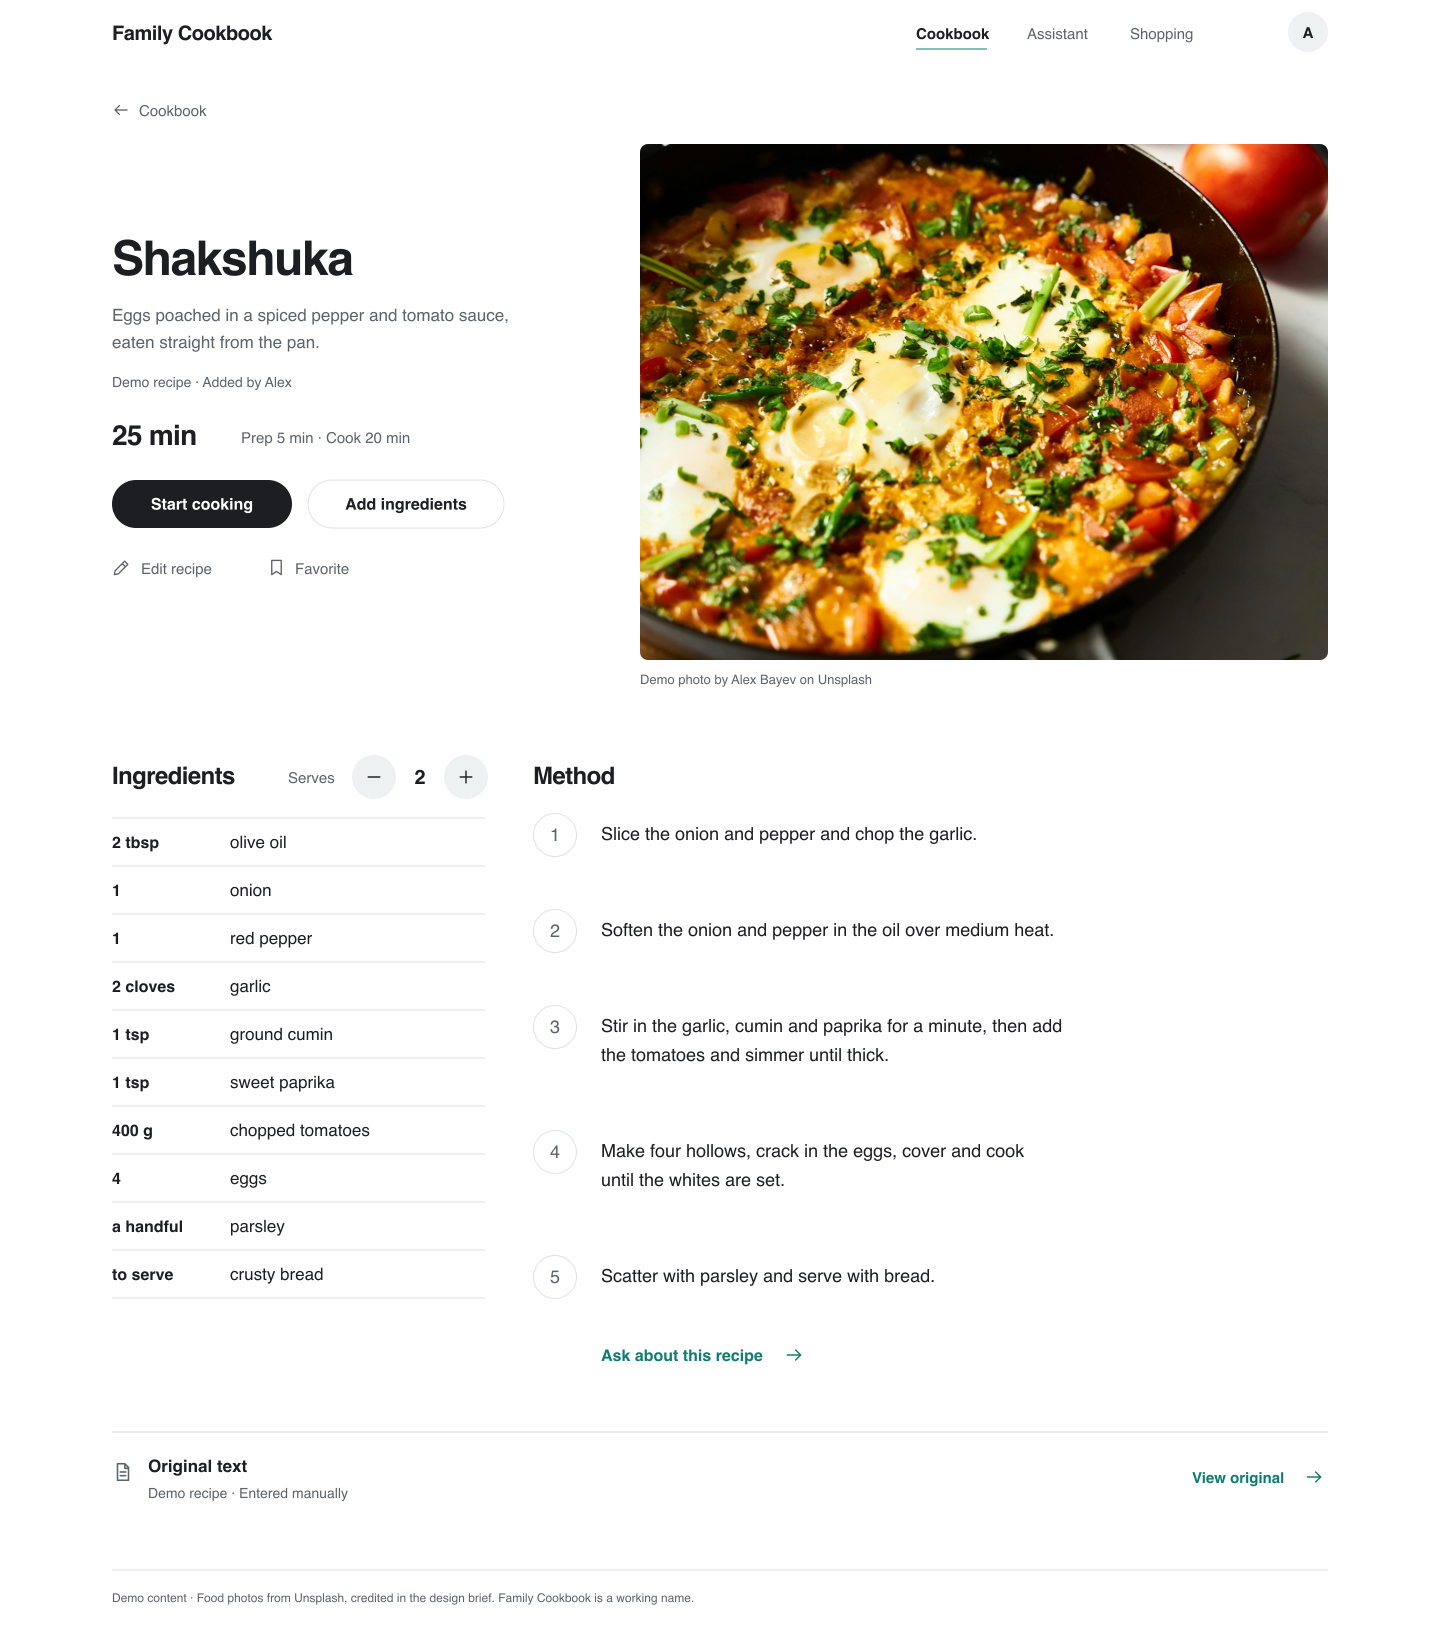 Family Cookbook
Cookbook
Assistant
Shopping
A
Cookbook
Shakshuka
Eggs poached in a spiced pepper and tomato sauce,
eaten straight from the pan.
Demo recipe · Added by Alex
25 min
Prep 5 min · Cook 20 min
Start cooking
Add ingredients
Edit recipe
Favorite
Demo photo by Alex Bayev on Unsplash
Ingredients
Serves
2
2 tbsp olive oil
1 onion
1 red pepper
2 cloves garlic
1 tsp ground cumin
1 tsp sweet paprika
400 g chopped tomatoes
4 eggs
a handful parsley
to serve crusty bread
Method
1 Slice the onion and pepper and chop the garlic.
2 Soften the onion and pepper in the oil over medium heat.
3 Stir in the garlic, cumin and paprika for a minute, then add
the tomatoes and simmer until thick.
4 Make four hollows, crack in the eggs, cover and cook
until the whites are set.
5 Scatter with parsley and serve with bread.
Ask about this recipe
Original text
Demo recipe · Entered manually
View original
Demo content · Food photos from Unsplash, credited in the design brief. Family Cookbook is a working name.